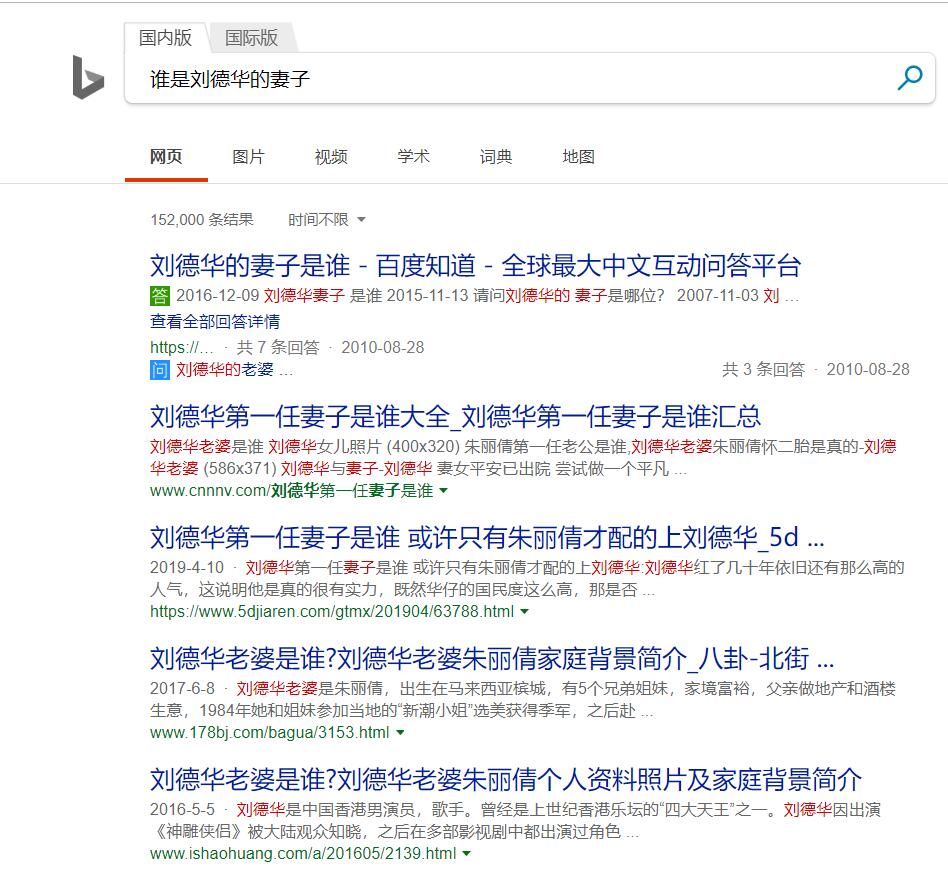 国内版 国际版
谁是刘德华的妻子
网页 图片 视频 学术 词典 地图
152,000 条结果 时间不限
刘德华的妻子是谁 - 百度知道 - 全球最大中文互动问答平台
答 2016-12-09 刘德华妻子 是谁 2015-11-13 请问刘德华的 妻子是哪位? 2007-11-03 刘 ...
查看全部回答详情
https://... · 共 7 条回答 · 2010-08-28
问 刘德华的老婆 ... 共 3 条回答 · 2010-08-28
刘德华第一任妻子是谁大全_刘德华第一任妻子是谁汇总
刘德华老婆是谁 刘德华女儿照片 (400x320) 朱丽倩第一任老公是谁,刘德华老婆朱丽倩怀二胎是真的-刘德
华老婆 (586x371) 刘德华与妻子-刘德华 妻女平安已出院 尝试做一个平凡 ...
www.cnnnv.com/刘德华第一任妻子是谁
刘德华第一任妻子是谁 或许只有朱丽倩才配的上刘德华_5d ...
2019-4-10 · 刘德华第一任妻子是谁 或许只有朱丽倩才配的上刘德华:刘德华红了几十年依旧还有那么高的
人气，这说明他是真的很有实力，既然华仔的国民度这么高，那是否 ...
https://www.5djiaren.com/gtmx/201904/63788.html
刘德华老婆是谁?刘德华老婆朱丽倩家庭背景简介_八卦-北街 ...
2017-6-8 · 刘德华老婆是朱丽倩，出生在马来西亚槟城，有5个兄弟姐妹，家境富裕，父亲做地产和酒楼
生意，1984年她和姐妹参加当地的“新潮小姐”选美获得季军，之后赴 ...
www.178bj.com/bagua/3153.html
刘德华老婆是谁?刘德华老婆朱丽倩个人资料照片及家庭背景简介
2016-5-5 · 刘德华是中国香港男演员，歌手。曾经是上世纪香港乐坛的“四大天王”之一。刘德华因出演
《神雕侠侣》被大陆观众知晓，之后在多部影视剧中都出演过角色 ...
www.ishaohuang.com/a/201605/2139.html